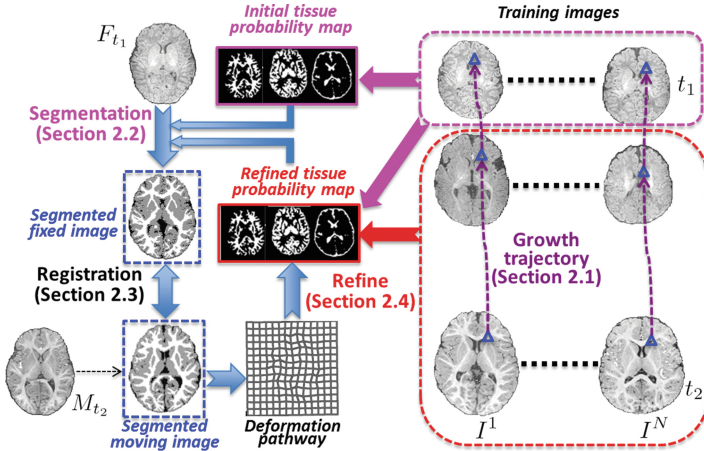 F_{t_1}
Initial tissue
probability map
Training images
t_1
Segmentation
(Section 2.2)
Refined tissue
probability map
Segmented
fixed image
Registration
(Section 2.3)
Refine
(Section 2.4)
Growth
trajectory
(Section 2.1)
M_{t_2}
Segmented
moving image
Deformation
pathway
I^1
I^N
t_2